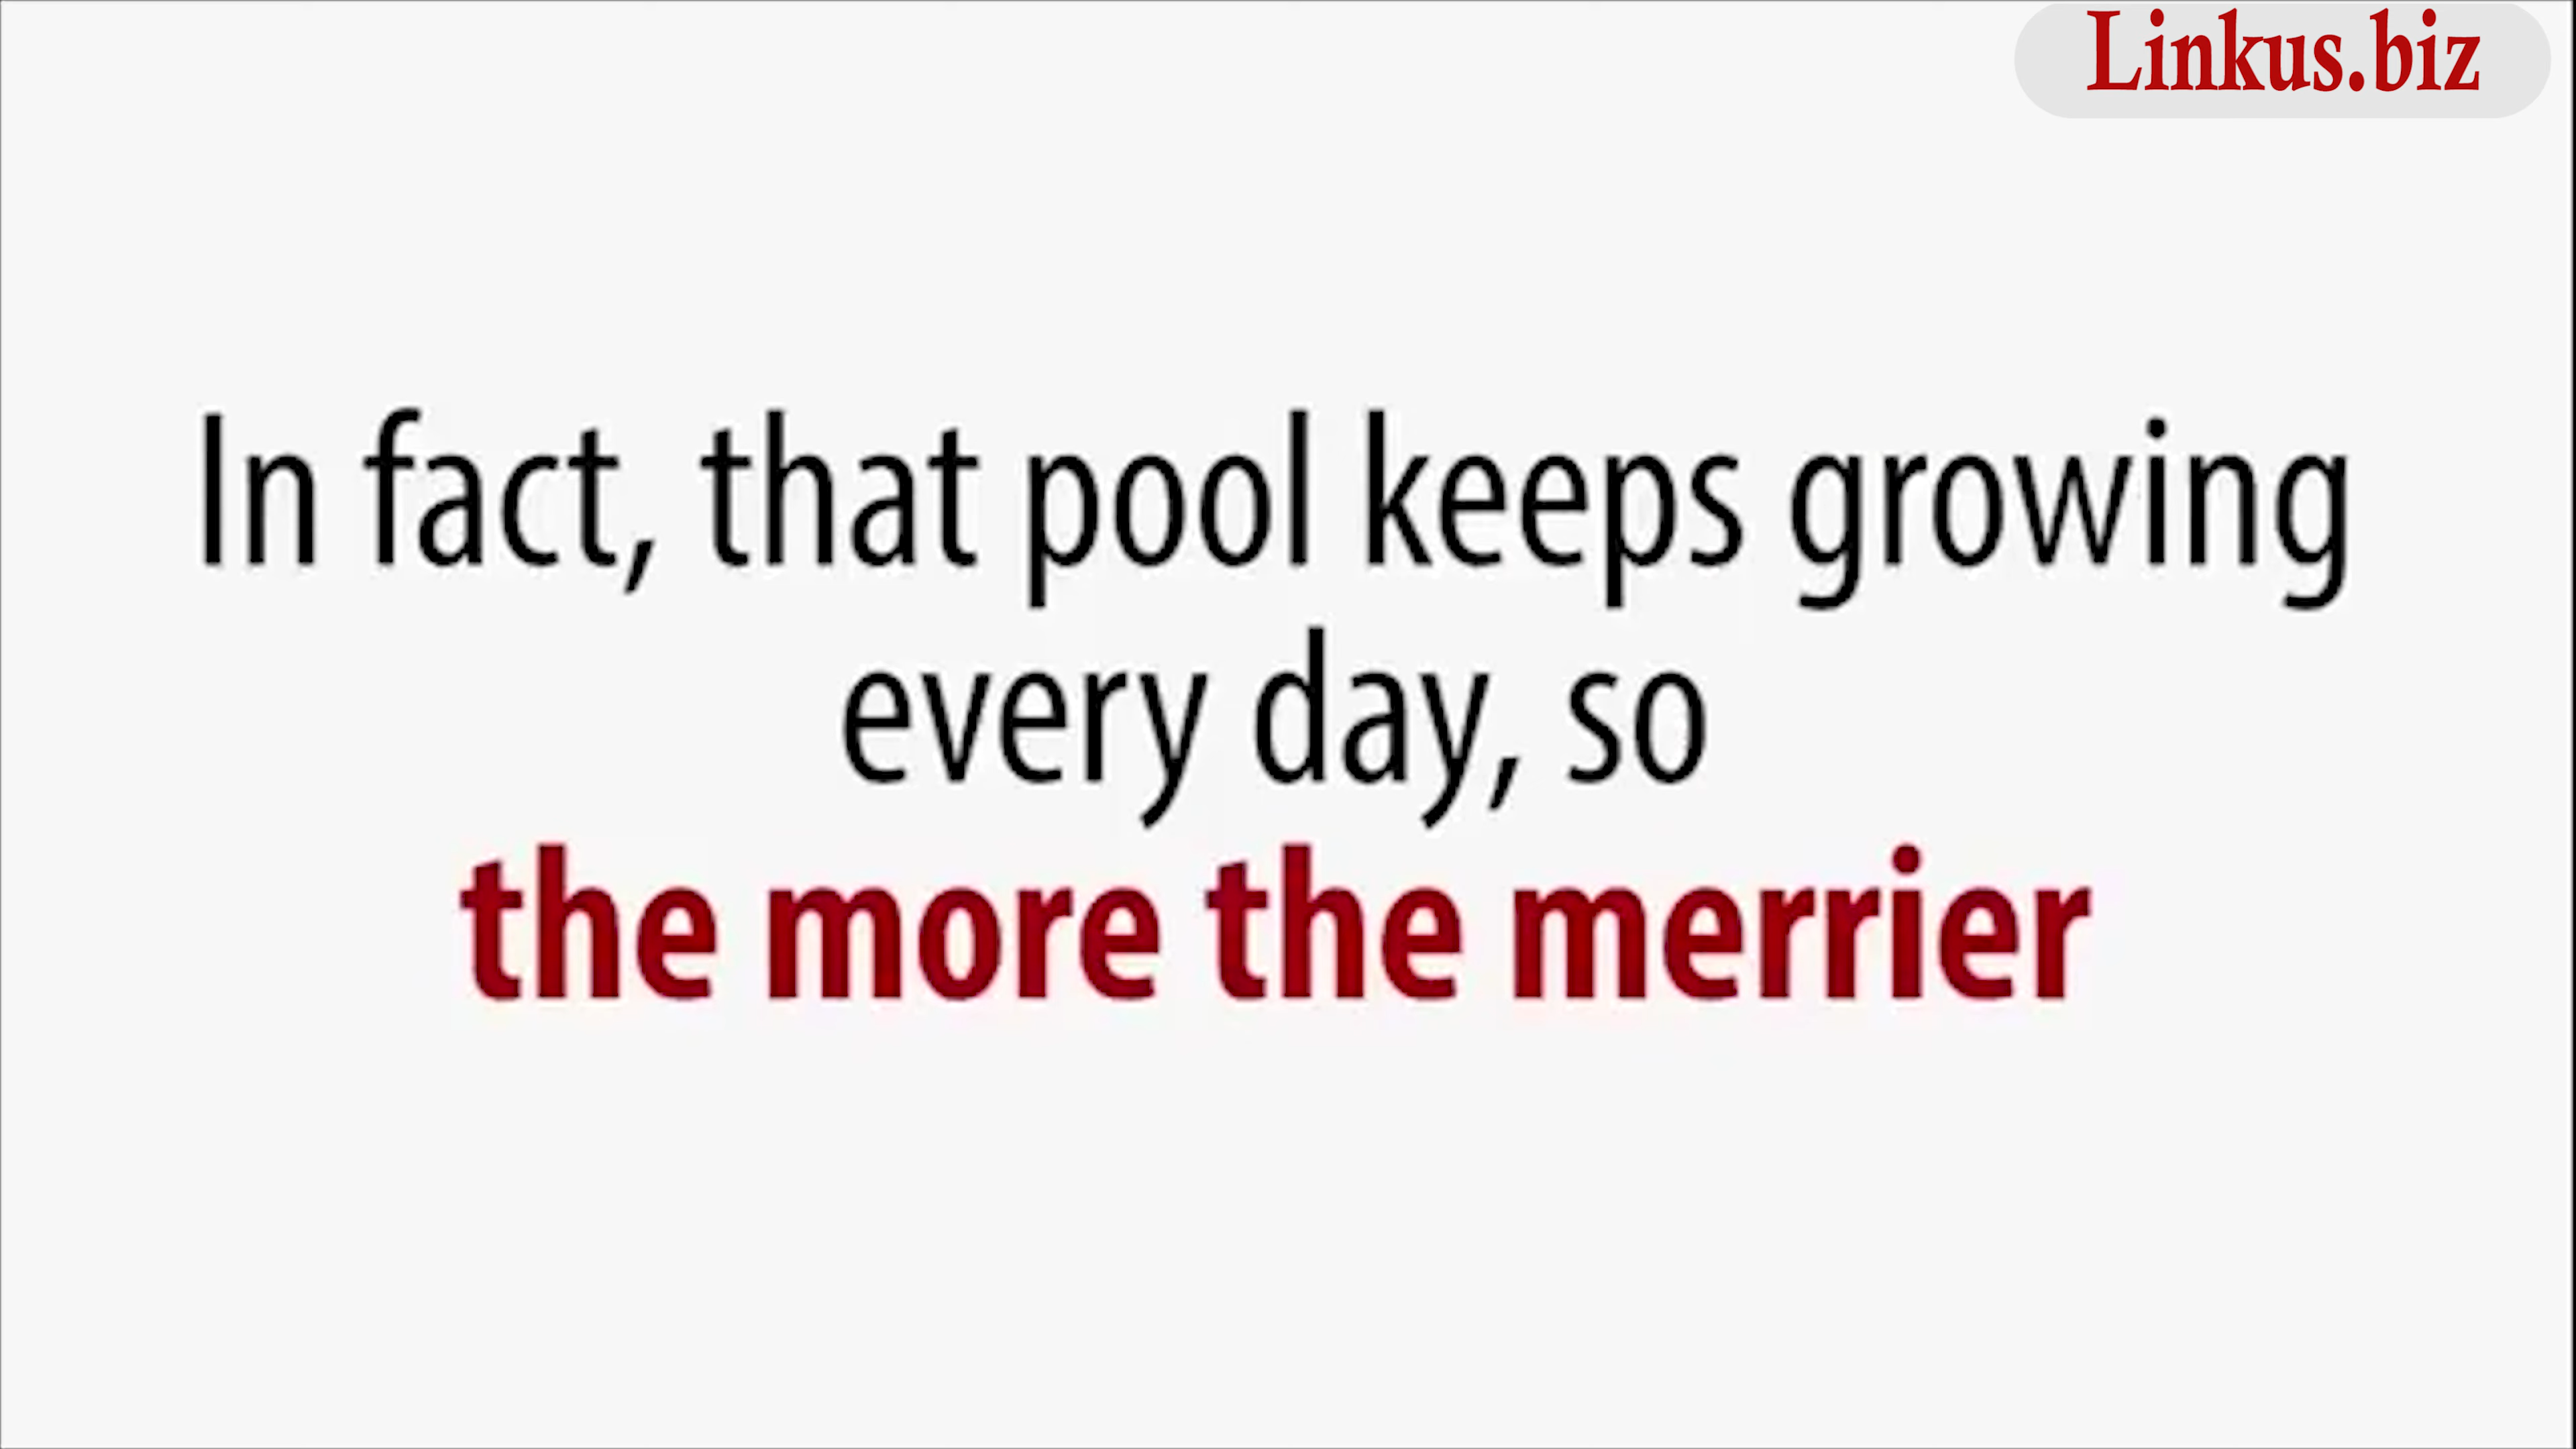 Linkus.biz
In fact, that pool keeps growing
every day, so
the more the merrier